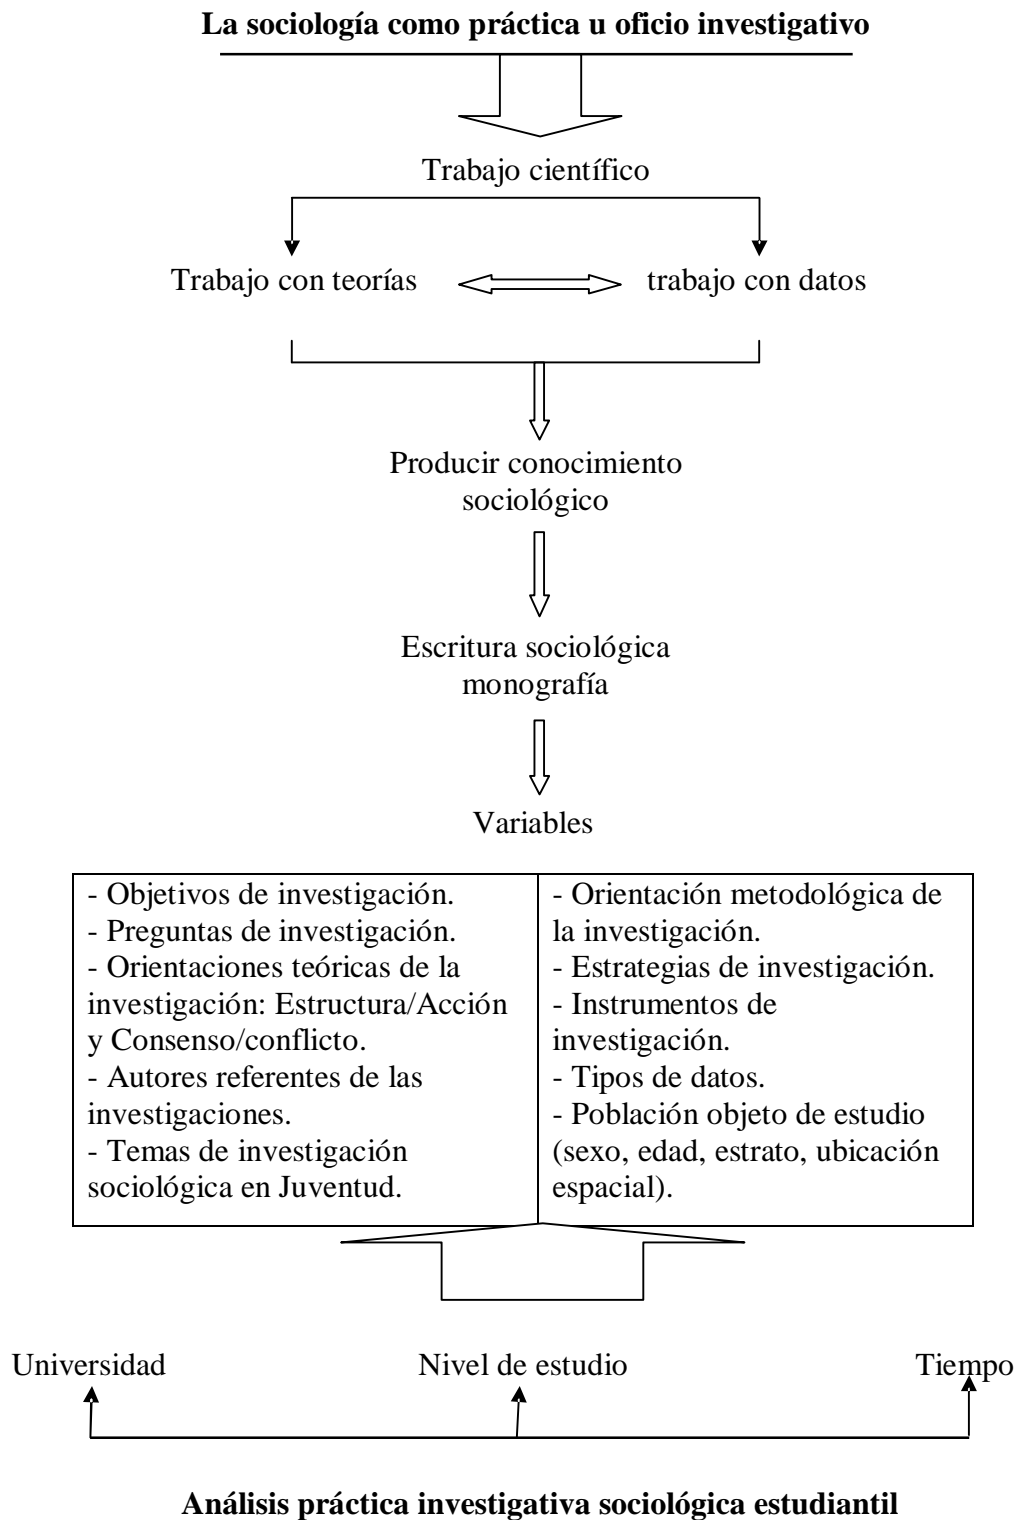 La sociología como práctica u oficio investigativo
Trabajo científico
Trabajo con teorías
trabajo con datos
Producir conocimiento
sociológico
Escritura sociológica
monografía
Variables
- Objetivos de investigación.
- Preguntas de investigación.
- Orientaciones teóricas de la
investigación: Estructura/Acción
y Consenso/conflicto.
- Autores referentes de las
investigaciones.
- Temas de investigación
sociológica en Juventud.
- Orientación metodológica de
la investigación.
- Estrategias de investigación.
- Instrumentos de
investigación.
- Tipos de datos.
- Población objeto de estudio
(sexo, edad, estrato, ubicación
espacial).
Universidad
Nivel de estudio
Tiempo
Análisis práctica investigativa sociológica estudiantil